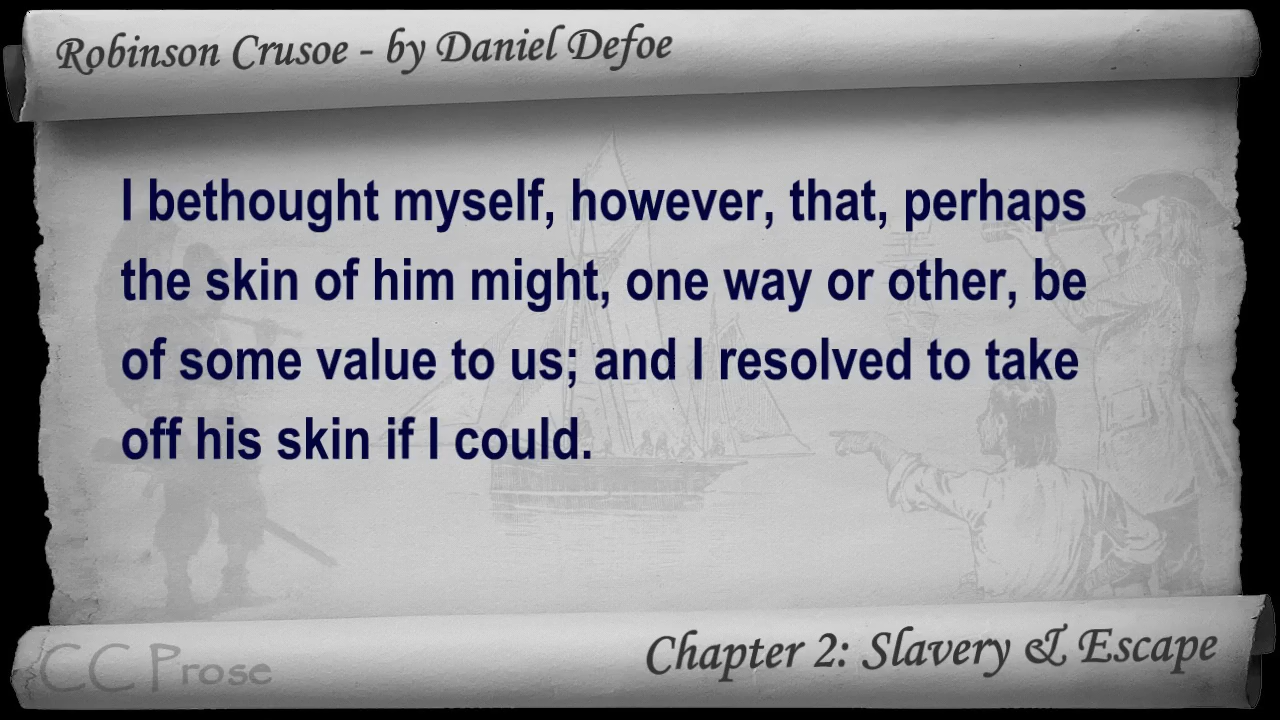 Robinson Crusoe - by Daniel Defoe
I bethought myself, however, that, perhaps
the skin of him might, one way or other, be
of some value to us; and I resolved to take
off his skin if I could.
CC Prose
Chapter 2: Slavery & Escape